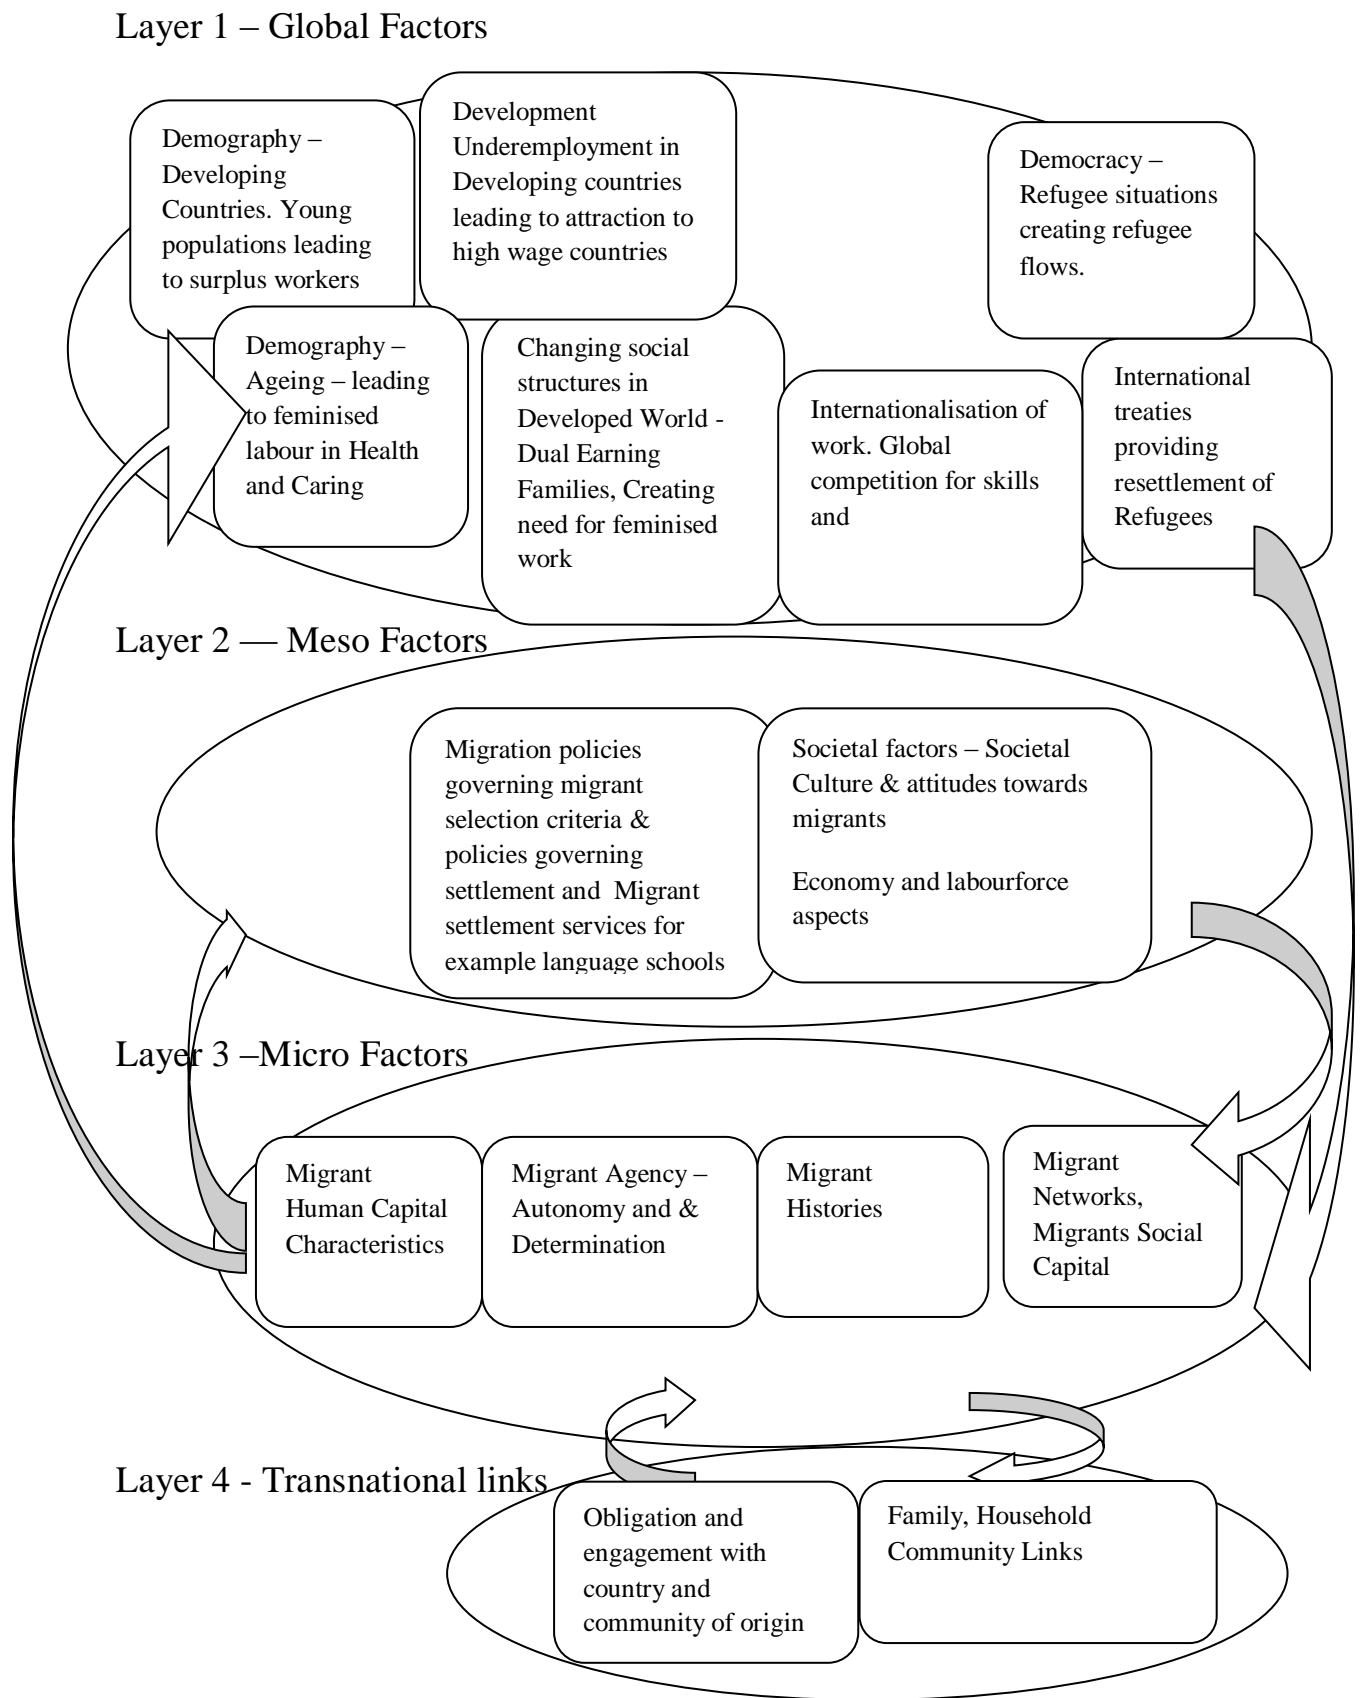 Layer 1 – Global Factors
Demography –
Developing
Countries. Young
populations leading
to surplus workers
Development
Underemployment in
Developing countries
leading to attraction to
high wage countries
Democracy –
Refugee situations
creating refugee
flows.
Demography –
Ageing – leading
to feminised
labour in Health
and Caring
Changing social
structures in
Developed World -
Dual Earning
Families, Creating
need for feminised
work
Internationalisation of
work. Global
competition for skills
and
International
treaties
providing
resettlement of
Refugees
Layer 2 — Meso Factors
Migration policies
governing migrant
selection criteria &
policies governing
settlement and  Migrant
settlement services for
example language schools
Societal factors – Societal
Culture & attitudes towards
migrants
Economy and labourforce
aspects
Layer 3 –Micro Factors
Migrant
Human Capital
Characteristics
Migrant Agency –
Autonomy and &
Determination
Migrant
Histories
Migrant
Networks,
Migrants Social
Capital
Layer 4 - Transnational links
Obligation and
engagement with
country and
community of origin
Family, Household
Community Links